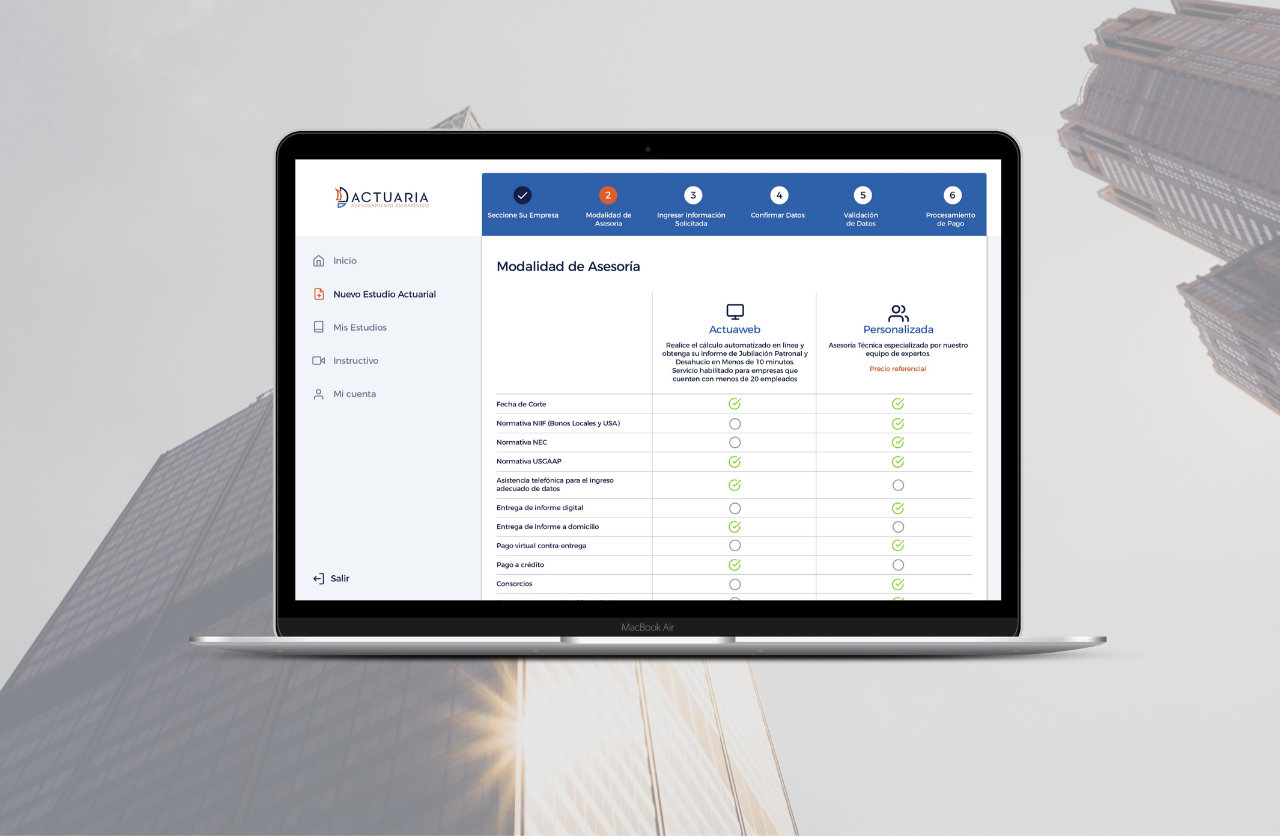 ACTUARIA
ASESORAMIENTO ESTRATÉGICO
2
3
4
5
6
Seccione Su Empresa
Modalidad de
Asesoría
Ingresar Información
Solicitada
Confirmar Datos
Validación
de Datos
Procesamiento
de Pago
Inicio
Nuevo Estudio Actuarial
Mis Estudios
Instructivo
Mi cuenta
Salir
Modalidad de Asesoría
Actuaweb
Realice el cálculo automatizado en línea y
obtenga su informe de Jubilación Patronal y
Desahucio en Menos de 10 minutos.
Servicio habilitado para empresas que
cuenten con menos de 20 empleados
Personalizada
Asesoría Técnica especializada por nuestro
equipo de expertos.
Precio referencial
Fecha de Corte
Normativa NIIF (Bonos Locales y USA)
Normativa NEC
Normativa USGAAP
Asistencia telefónica para el ingreso
adecuado de datos
Entrega de informe digital
Entrega de informe a domicilio
Pago virtual contra-entrega
Pago a crédito
Consorcios
MacBook Air